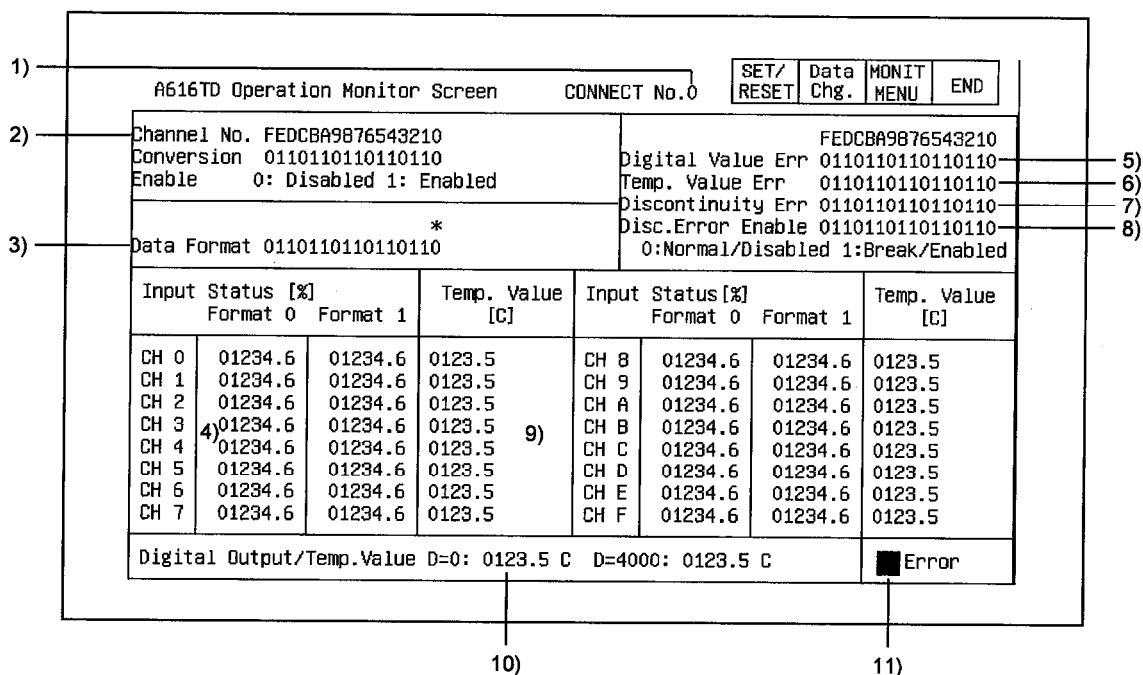 1)
A616TD Operation Monitor Screen CONNECT No.0 SET/ RESET Data Chg. MONIT MENU END
2)
Channel No. FEDCBA9876543210
Conversion 0110110110110110
Enable 0: Disabled 1: Enabled
FEDCBA9876543210
Digital Value Err 0110110110110110 5)
Temp. Value Err 0110110110110110 6)
Discontinuity Err 0110110110110110 7)
Disc.Error Enable 0110110110110110 8)
0:Normal/Disabled 1:Break/Enabled
*
3) Data Format 0110110110110110
Input Status [%] Temp. Value Input Status[%] Temp. Value
Format 0 Format 1 [C] Format 0 Format 1 [C]
CH 0 01234.6 01234.6 0123.5 CH 8 01234.6 01234.6 0123.5
CH 1 01234.6 01234.6 0123.5 CH 9 01234.6 01234.6 0123.5
CH 2 01234.6 01234.6 0123.5 CH A 01234.6 01234.6 0123.5
CH 3 4) 01234.6 01234.6 0123.5 9) CH B 01234.6 01234.6 0123.5
CH 4 01234.6 01234.6 0123.5 CH C 01234.6 01234.6 0123.5
CH 5 01234.6 01234.6 0123.5 CH D 01234.6 01234.6 0123.5
CH 6 01234.6 01234.6 0123.5 CH E 01234.6 01234.6 0123.5
CH 7 01234.6 01234.6 0123.5 CH F 01234.6 01234.6 0123.5
Digital Output/Temp.Value D=0: 0123.5 C D=4000: 0123.5 C Error
10) 11)